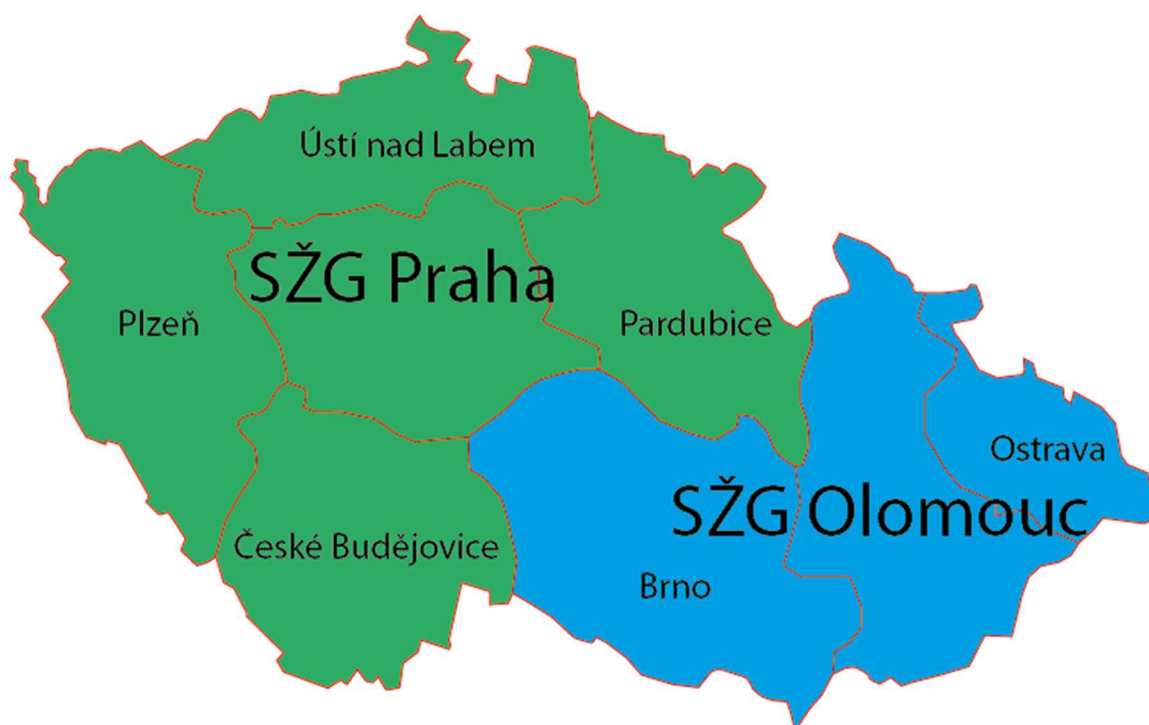 Ústí nad Labem
SŽG Praha
Plzeň
Pardubice
Ostrava
SŽG Olomouc
České Budějovice
Brno